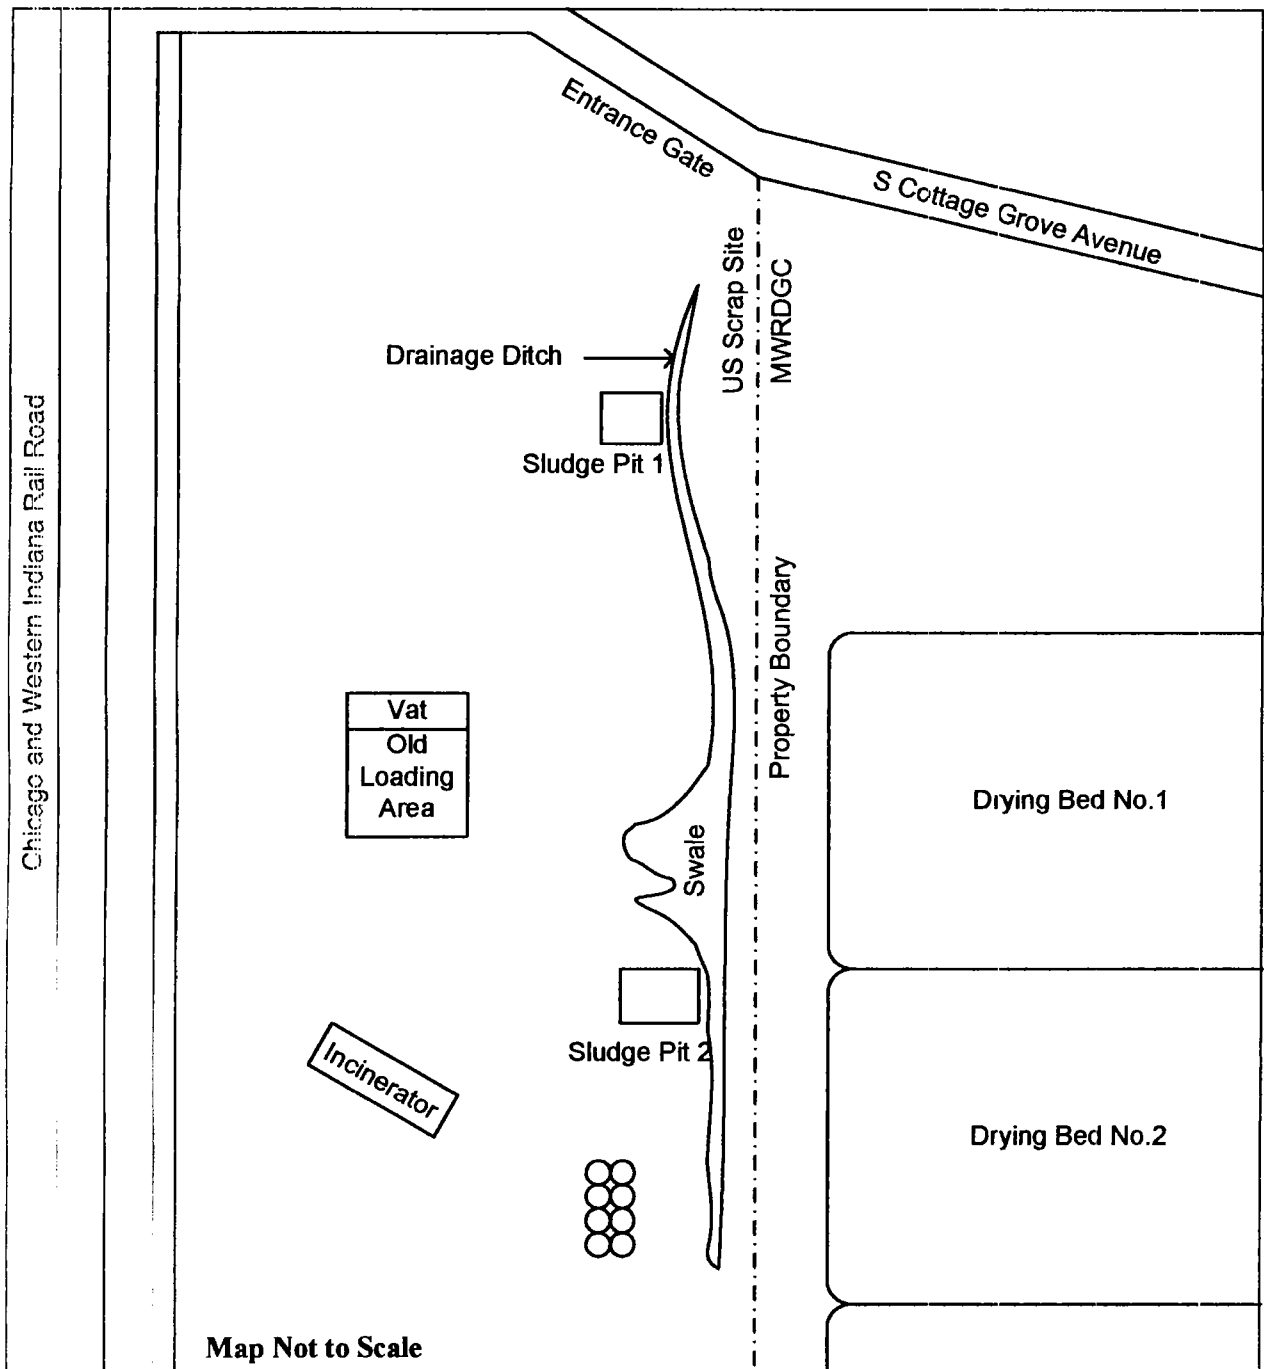 Entrance Gate
S Cottage Grove Avenue
US Scrap Site
MWRDGC
Drainage Ditch
Sludge Pit 1
Chicago and Western Indiana Rail Road
Property Boundary
Vat
Old
Loading
Area
Drying Bed No.1
Swale
Sludge Pit 2
Incinerator
Drying Bed No.2
Map Not to Scale